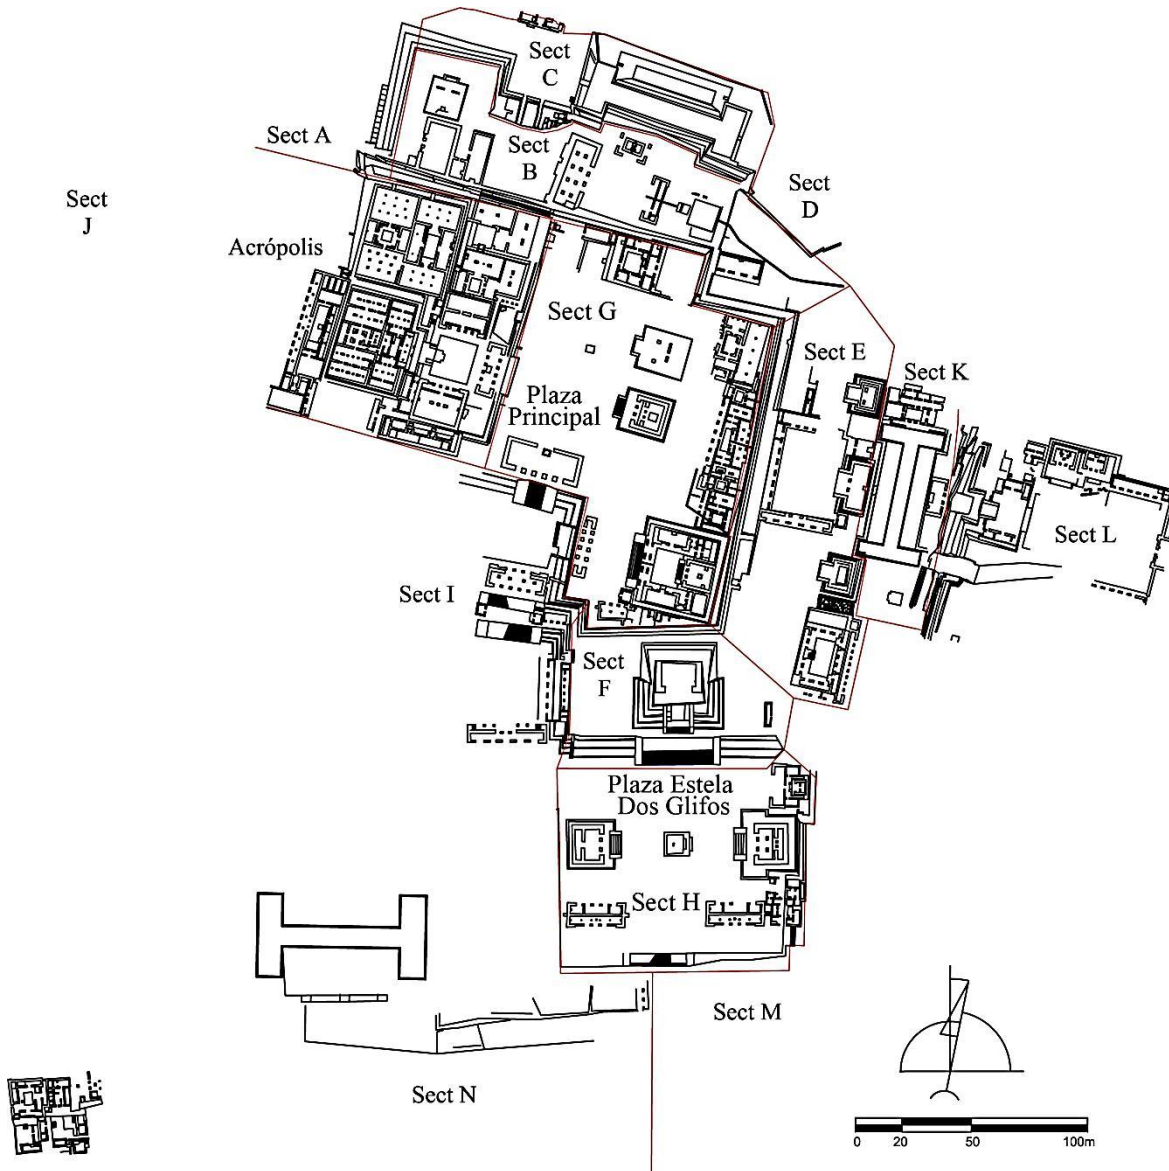 Sect
C
Sect A
Sect
B
Sect
D
Sect
J
Acrópolis
Sect G
Sect E
Sect K
Plaza
Principal
Sect L
Sect I
Sect
F
Plaza Estela
Dos Glifos
Sect H
Sect M
Sect N
0 20 50 100m